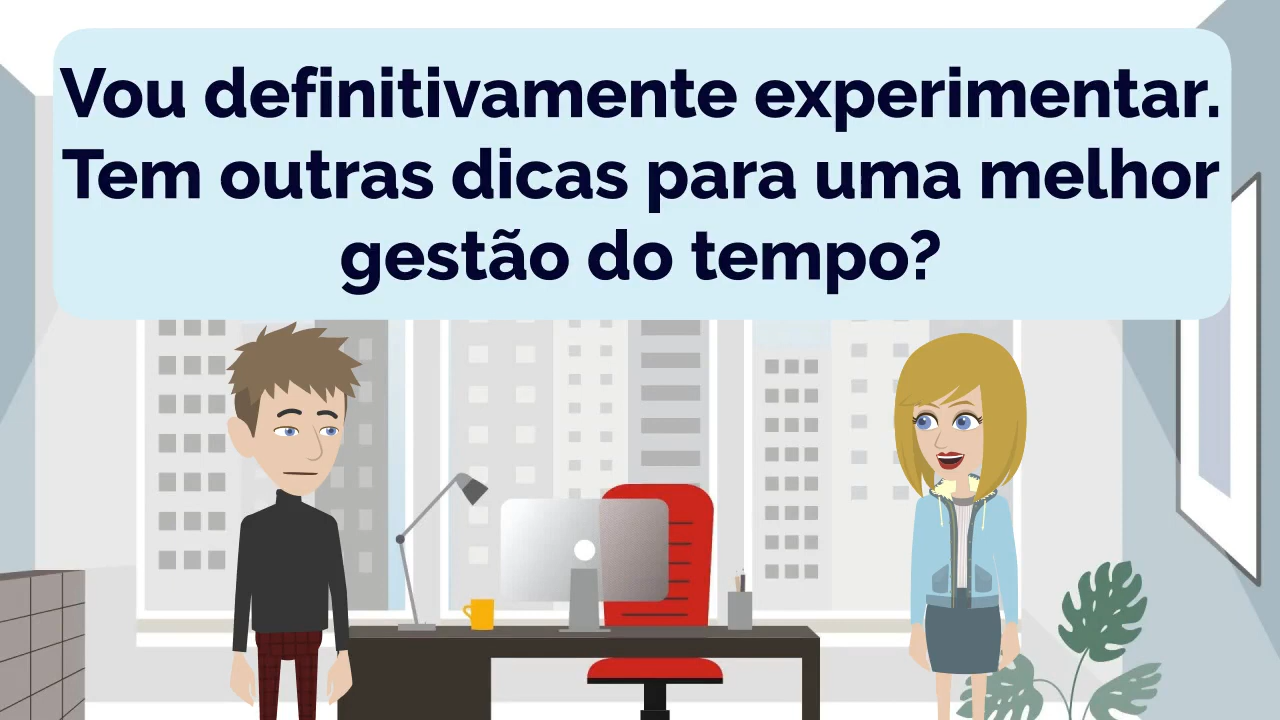 Vou definitivamente experimentar.
Tem outras dicas para uma melhor
gestão do tempo?